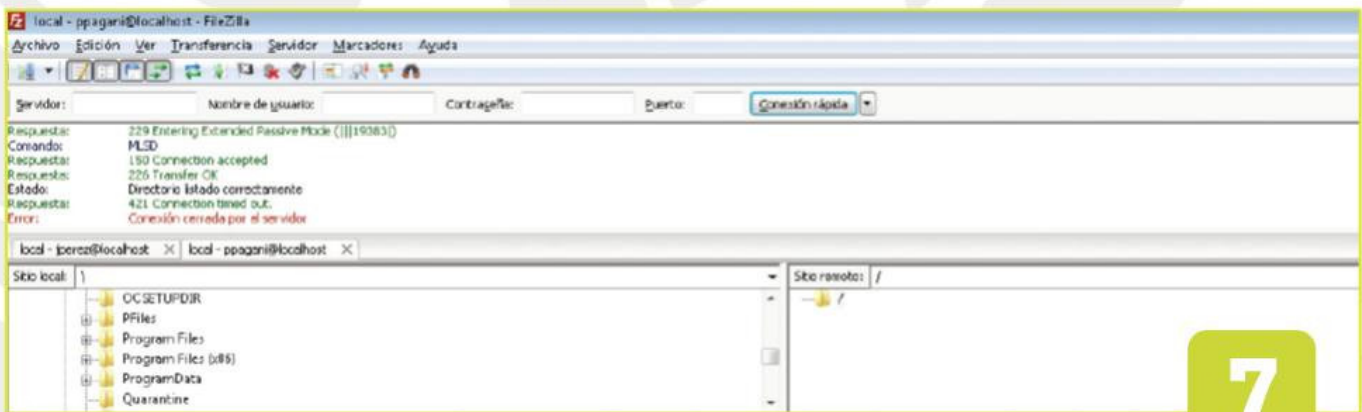 local - ppagani@localhost - FileZilla
Archivo Edición Ver Transferencia Servidor Marcadores Ayuda
Servidor: Nombre de usuario: Contraseña: Puerto: Conexión rápida
Respuesta: 229 Entering Extended Passive Mode (|||19383|)
Comando: MLSD
Respuesta: 150 Connection accepted
Respuesta: 226 Transfer OK
Estado: Directorio listado correctamente
Respuesta: 421 Connection timed out.
Error: Conexión cerrada por el servidor
local - jperez@localhost local - ppagani@localhost
Sitio local: \ Sitio remoto: /
OCSETUPDIR /
PFiles
Program Files
Program Files (x86)
ProgramData
Quarantine
7